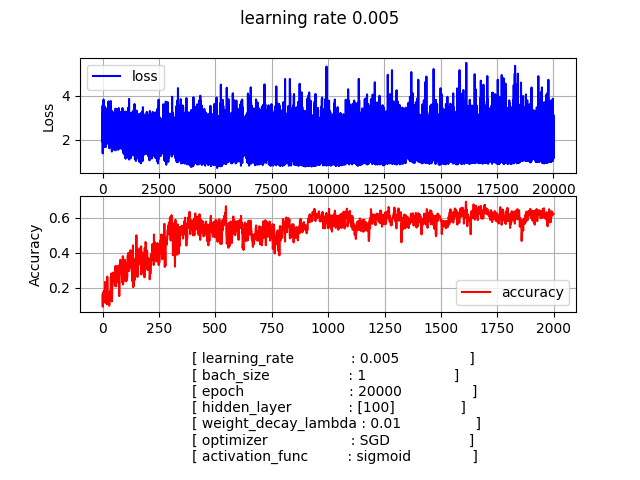 learning rate 0.005
loss
Loss
4
2
0 2500 5000 7500 10000 12500 15000 17500 20000
Accuracy
0.6
0.4
0.2
accuracy
0 250 500 750 1000 1250 1500 1750 2000
[ learning_rate : 0.005 ]
[ bach_size : 1 ]
[ epoch : 20000 ]
[ hidden_layer : [100] ]
[ weight_decay_lambda : 0.01 ]
[ optimizer : SGD ]
[ activation_func : sigmoid ]